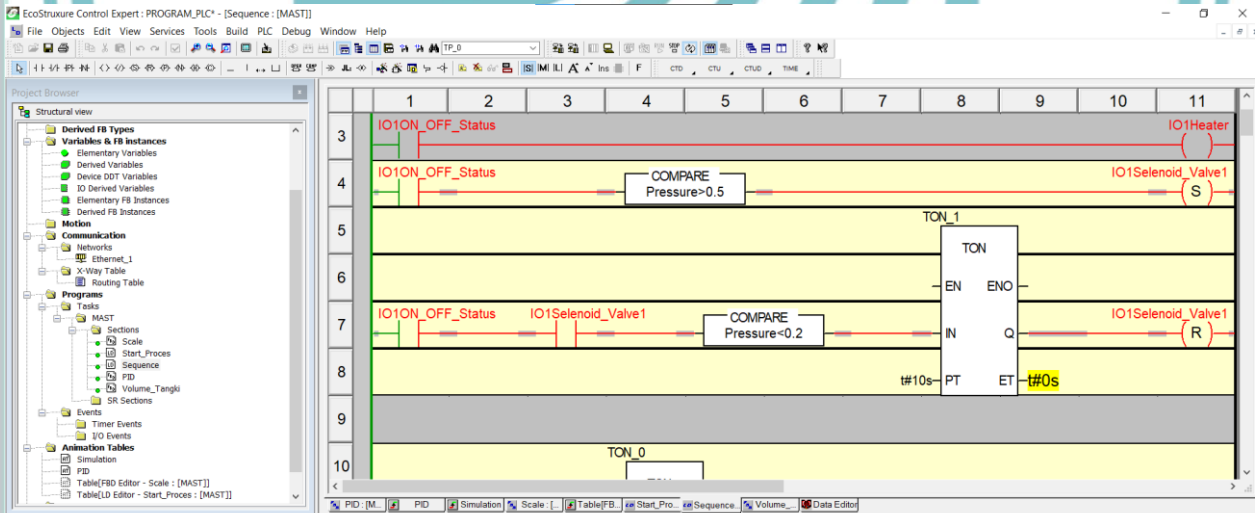 EcoStruxure Control Expert : PROGRAM_PLC* - [Sequence : [MAST]]
File Edit View Services Tools Build PLC Debug Window Help
TP_0
Ins F CTD CTU CTUD TIME
Project Browser
Structural view
Derived FB Types
Variables & FB instances
Elementary Variables
Derived Variables
Device DDT Variables
IO Derived Variables
Elementary FB Instances
Derived FB Instances
Motion
Communication
Networks
Ethernet_1
X-Way Table
Routing Table
Programs
Tasks
MAST
Sections
Scale
Start_Proces
Sequence
PID
Volume_Tangki
SR Sections
Events
Timer Events
I/O Events
Animation Tables
Simulation
PID
Table[FBD Editor - Scale : [MAST]]
Table[LD Editor - Start_Proces : [MAST]]
1 2 3 4 5 6 7 8 9 10 11
3 IO1ON_OFF_Status IO1Heater
4 IO1ON_OFF_Status COMPARE IO1Selenoid_Valve1
Pressure>0.5 S
5 TON_1
TON
6 EN ENO
7 IO1ON_OFF_Status IO1Selenoid_Valve1 COMPARE IO1Selenoid_Valve1
Pressure<0.2 IN Q R
8 t#10s PT ET t#0s
9
10 TON_0
PID : [M... PID Simulation Scale : [... Table[FB... Start_Pro... Sequence... Volume_... Data Editor